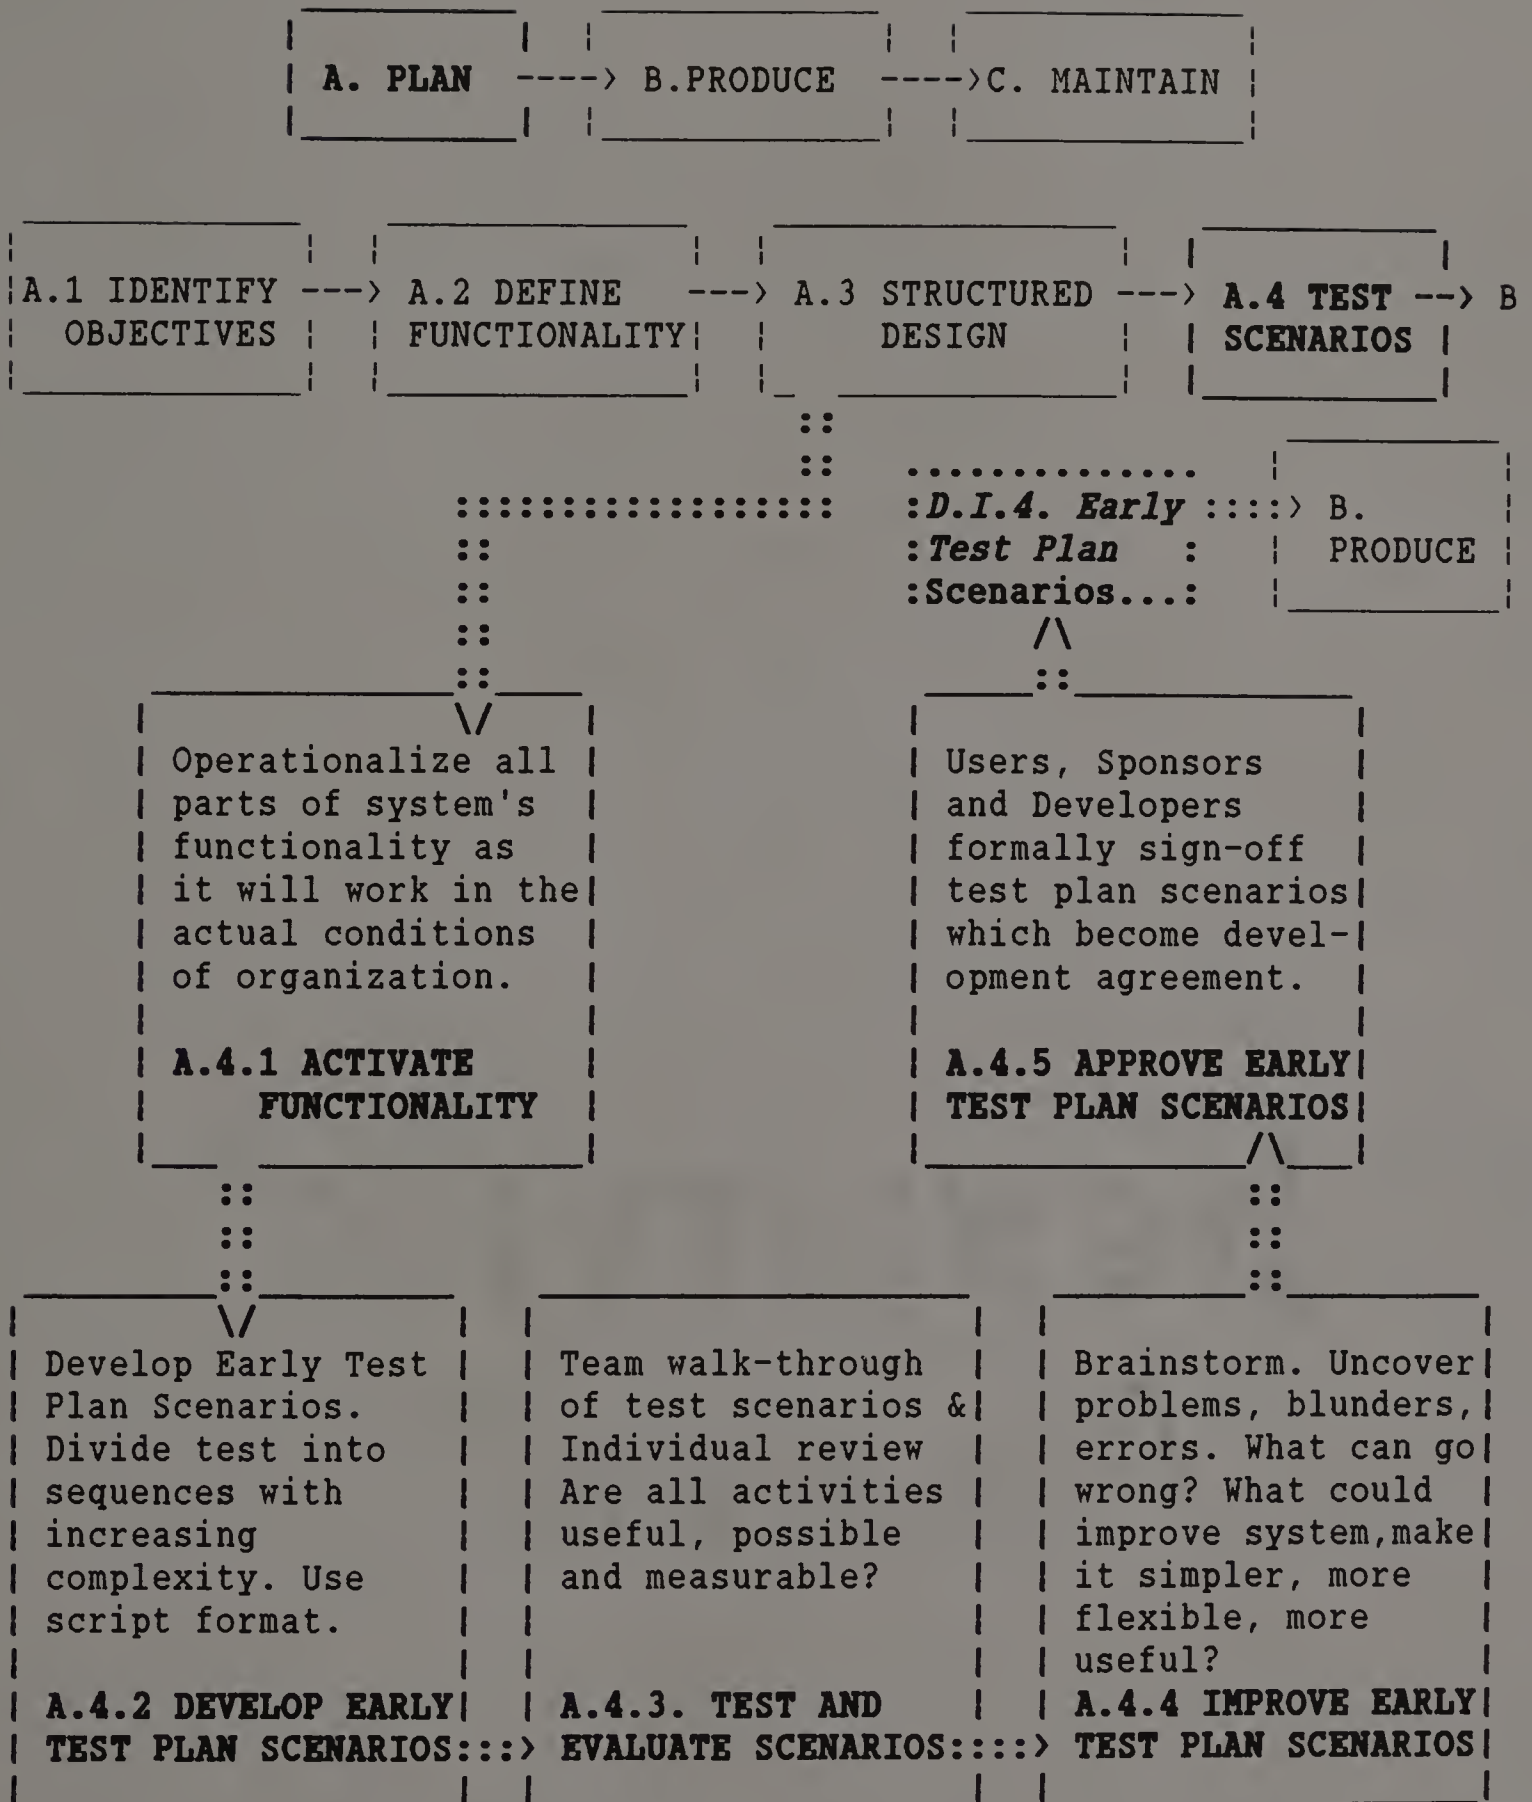 A. PLAN ----> B.PRODUCE ---->C. MAINTAIN
A.1 IDENTIFY ---> A.2 DEFINE ---> A.3 STRUCTURED ---> A.4 TEST --> B
OBJECTIVES FUNCTIONALITY DESIGN SCENARIOS
D.I.4. Early ::::> B.
Test Plan : PRODUCE
Scenarios...:
Operationalize all
parts of system's
functionality as
it will work in the
actual conditions
of organization.
A.4.1 ACTIVATE
FUNCTIONALITY
Users, Sponsors
and Developers
formally sign-off
test plan scenarios
which become devel-
opment agreement.
A.4.5 APPROVE EARLY
TEST PLAN SCENARIOS
Develop Early Test
Plan Scenarios.
Divide test into
sequences with
increasing
complexity. Use
script format.
A.4.2 DEVELOP EARLY
TEST PLAN SCENARIOS:::>
Team walk-through
of test scenarios &
Individual review
Are all activities
useful, possible
and measurable?
A.4.3. TEST AND
EVALUATE SCENARIOS::::>
Brainstorm. Uncover
problems, blunders,
errors. What can go
wrong? What could
improve system,make
it simpler, more
flexible, more
useful?
A.4.4 IMPROVE EARLY
TEST PLAN SCENARIOS